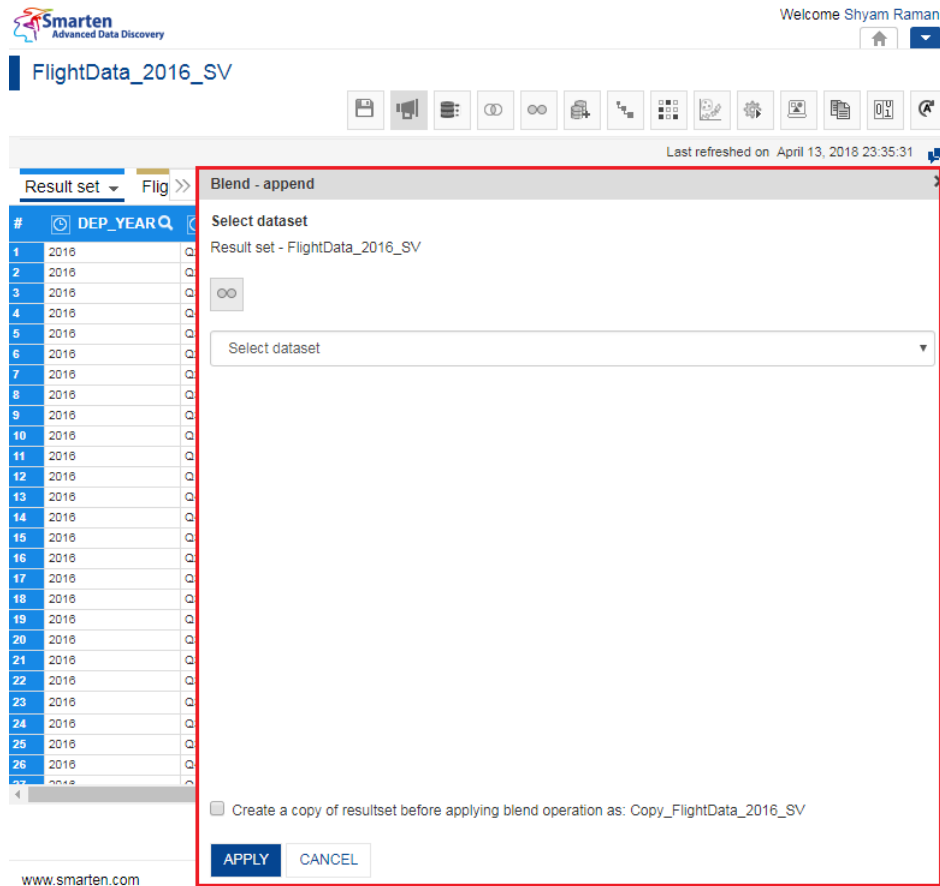 Smarten
Advanced Data Discovery
Welcome Shyam Raman
FlightData_2016_SV
Last refreshed on April 13, 2018 23:35:31
Result set
Flig
# DEP_YEAR
1 2016
2 2016
3 2016
4 2016
5 2016
6 2016
7 2016
8 2016
9 2016
10 2016
11 2016
12 2016
13 2016
14 2016
15 2016
16 2016
17 2016
18 2016
19 2016
20 2016
21 2016
22 2016
23 2016
24 2016
25 2016
26 2016
Blend - append
Select dataset
Result set - FlightData_2016_SV
Select dataset
Create a copy of resultset before applying blend operation as: Copy_FlightData_2016_SV
APPLY CANCEL
www.smarten.com